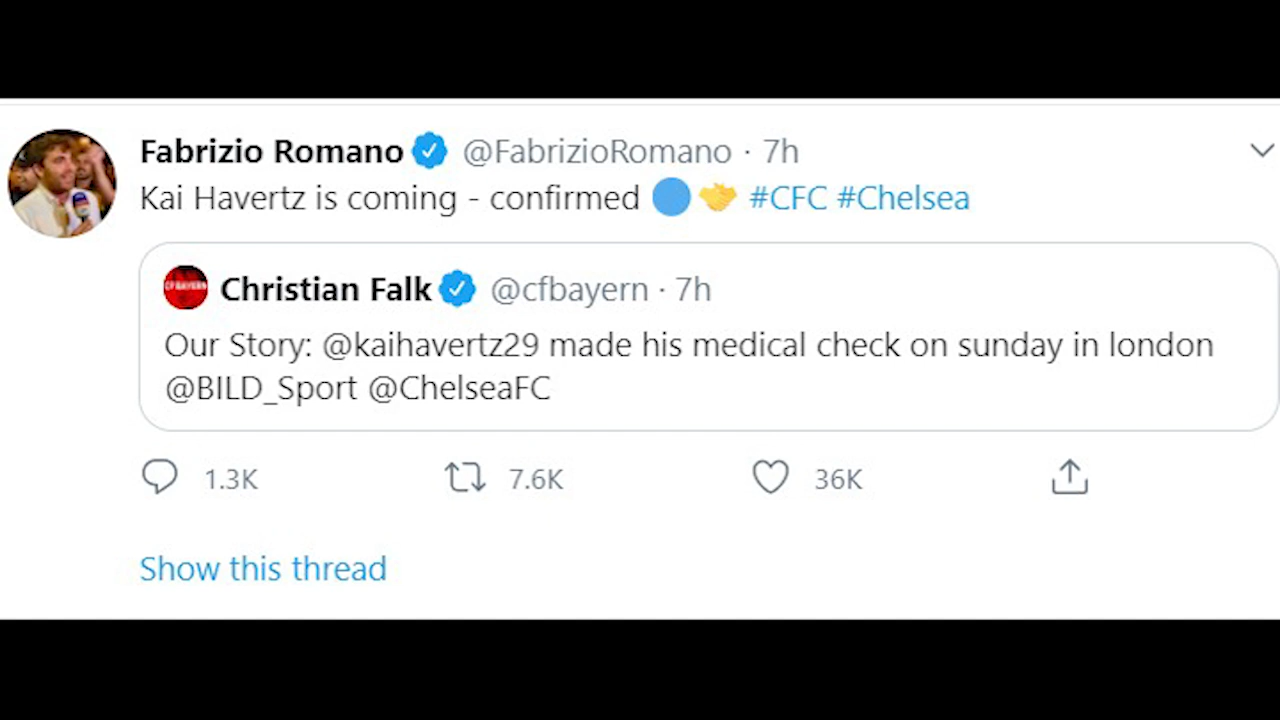 Fabrizio Romano @FabrizioRomano · 7h
Kai Havertz is coming - confirmed 🔵🤝 #CFC #Chelsea
CFBAYERN
Christian Falk @cfbayern · 7h
Our Story: @kaihavertz29 made his medical check on sunday in london
@BILD_Sport @ChelseaFC
1.3K 7.6K 36K
Show this thread